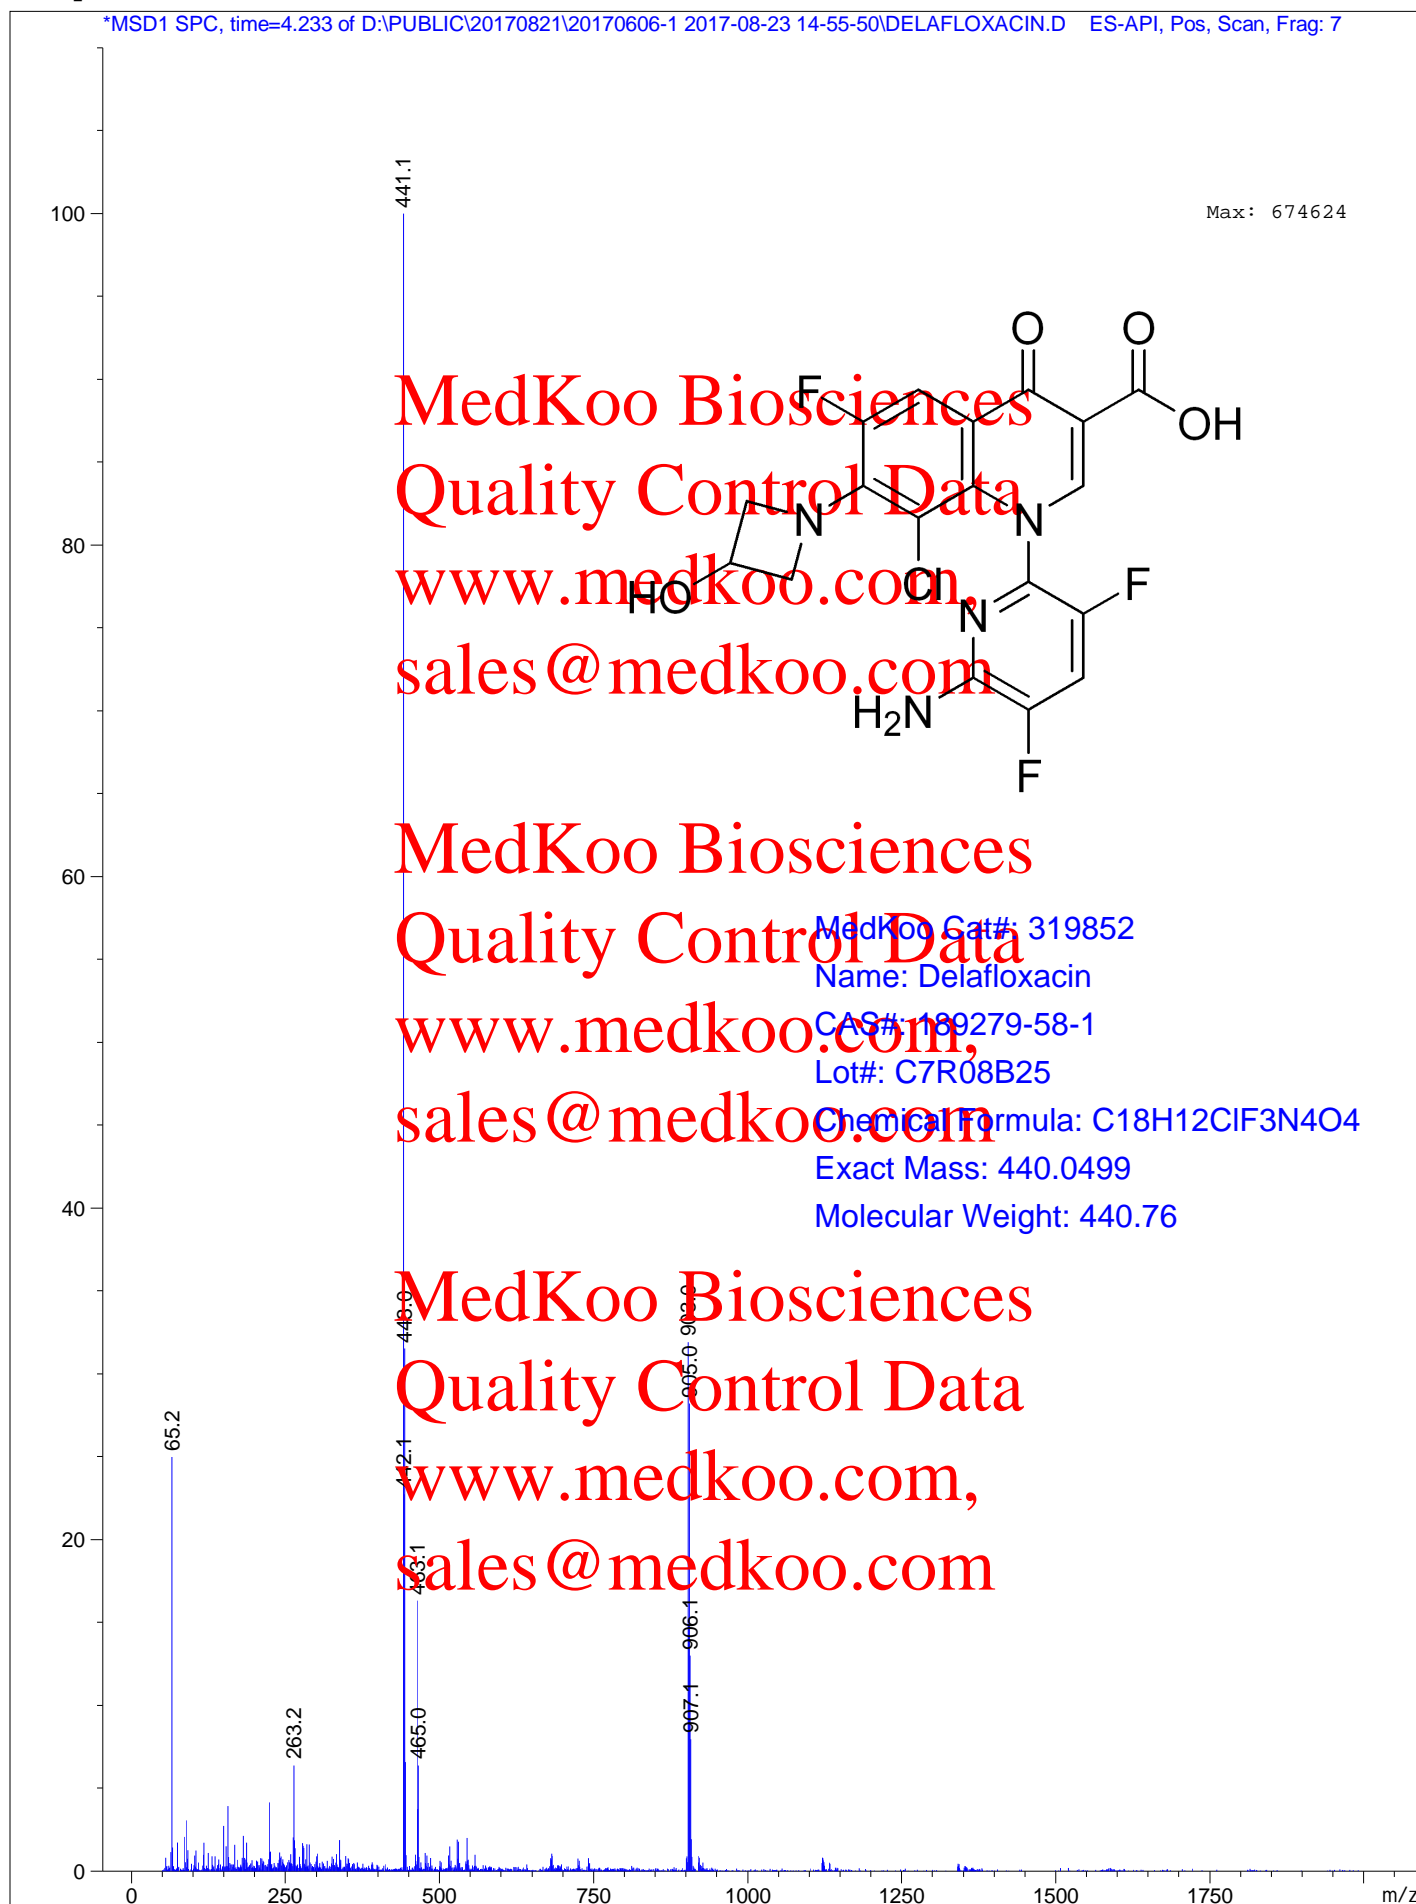 *MSD1 SPC, time=4.233 of D:\PUBLIC\20170821\20170606-1 2017-08-23 14-55-50\DELAFLOXACIN.D ES-API, Pos, Scan, Frag: 7
441.1
100
Max: 674624
O O
F
OH
N N
HO Cl F
N
H2N
F
MedKoo Biosciences
Quality Control Data
www.medkoo.com,
sales@medkoo.com
80
60
MedKoo Biosciences
Quality Control Data
www.medkoo.com,
sales@medkoo.com
MedKoo Cat#: 319852
Name: Delafloxacin
CAS#: 189279-58-1
Lot#: C7R08B25
Chemical Formula: C18H12ClF3N4O4
Exact Mass: 440.0499
Molecular Weight: 440.76
40
MedKoo Biosciences
Quality Control Data
www.medkoo.com,
sales@medkoo.com
443.0
903.0
905.0
65.2
442.1
20
463.1
906.1
907.1
263.2
465.0
0
0 250 500 750 1000 1250 1500 1750 m/z